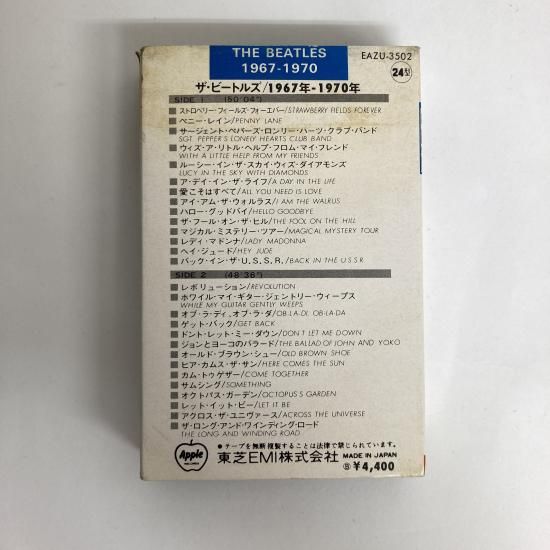 THE BEATLES
1967-1970
EAZU-3502
24型
ザ・ビートルズ/1967年-1970年
SIDE 1 (50'04")
ストロベリー・フィールズ・フォーエバー/STRAWBERRY FIELDS FOREVER
ペニー・レイン/PENNY LANE
サージェント・ペパーズ・ロンリー・ハーツ・クラブ・バンド
SGT. PEPPER'S LONELY HEARTS CLUB BAND
ウィズ・ア・リトル・ヘルプ・フロム・マイ・フレンド
WITH A LITTLE HELP FROM MY FRIENDS
ルーシー・イン・ザ・スカイ・ウィズ・ダイアモンズ
LUCY IN THE SKY WITH DIAMONDS
ア・デイ・イン・ザ・ライフ/A DAY IN THE LIFE
愛こそはすべて/ALL YOU NEED IS LOVE
アイ・アム・ザ・ウォルラス/I AM THE WALRUS
ハロー・グッドバイ/HELLO GOODBYE
ザ・フール・オン・ザ・ヒル/THE FOOL ON THE HILL
マジカル・ミステリー・ツアー/MAGICAL MYSTERY TOUR
レディ・マドンナ/LADY MADONNA
ヘイ・ジュード/HEY JUDE
バック・イン・ザ・U.S.S.R./BACK IN THE U.S.S.R.
SIDE 2 (48'36")
レボリューション/REVOLUTION
ホワイル・マイ・ギター・ジェントリー・ウィープス
WHILE MY GUITAR GENTLY WEEPS
オブ・ラ・ディ,オブ・ラ・ダ/OB-LA-DI, OB-LA-DA
ゲット・バック/GET BACK
ドント・レット・ミー・ダウン/DON'T LET ME DOWN
ジョンとヨーコのバラード/THE BALLAD OF JOHN AND YOKO
オールド・ブラウン・シュー/OLD BROWN SHOE
ヒア・カムス・ザ・サン/HERE COMES THE SUN
カム・トゥゲザー/COME TOGETHER
サムシング/SOMETHING
オクトパス・ガーデン/OCTOPUS'S GARDEN
レット・イット・ビー/LET IT BE
アクロス・ザ・ユニヴァース/ACROSS THE UNIVERSE
ザ・ロング・アンド・ワインディング・ロード
THE LONG AND WINDING ROAD
●テープを無断複製することは法律で禁じられています。
Apple
東芝EMI株式会社 MADE IN JAPAN
Ⓑ¥4,400